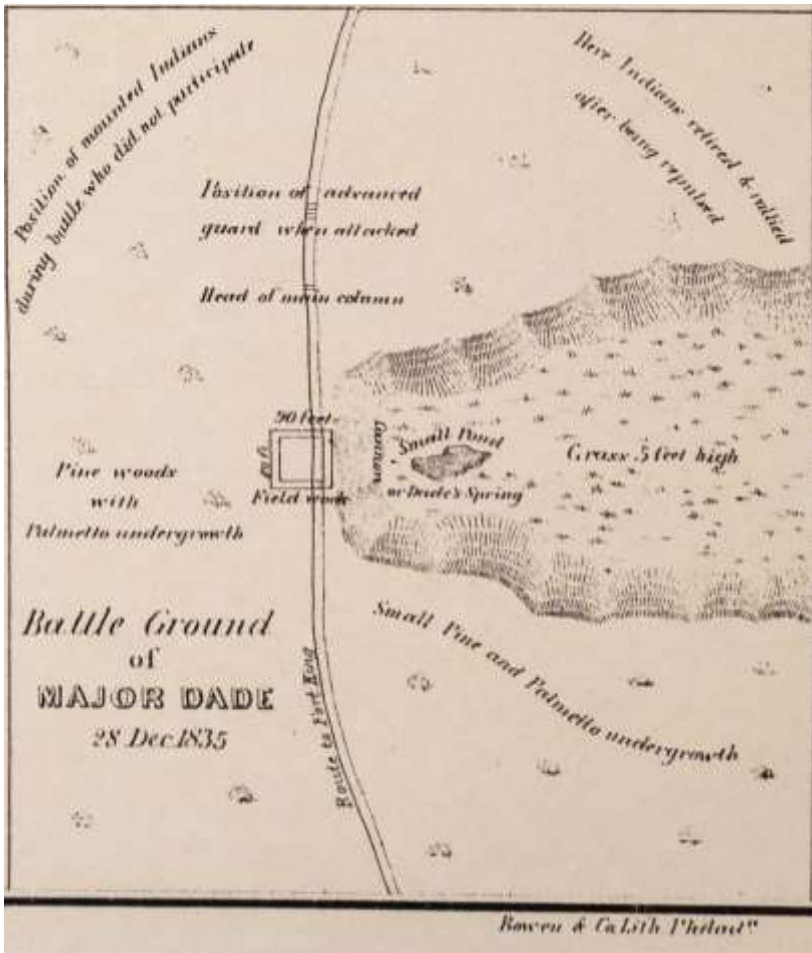 Position of mounted Indians
during battle who did not participate
Here Indians retired & rallied
after being repulsed
Position of advanced
guard when attacked
Head of main column
90 feet
Cannon
Small Pond
or Dade's Spring
Grass 5 feet high
Field work
Pine woods
with
Palmetto undergrowth
Small Pine and Palmetto undergrowth
Battle Ground
of
MAJOR DADE
28 Dec. 1835
Route to Fort King
Bowen & Co Lith Philada